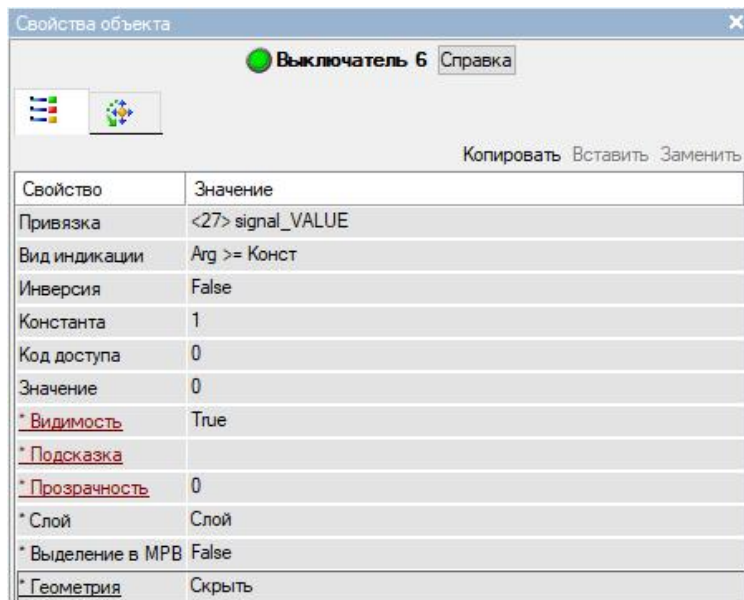 Свойства объекта
Выключатель 6 Справка
Копировать Вставить Заменить
Свойство Значение
Привязка <27> signal_VALUE
Вид индикации Arg >= Конст
Инверсия False
Константа 1
Код доступа 0
Значение 0
* Видимость True
* Подсказка
* Прозрачность 0
* Слой Слой
* Выделение в МРВ False
* Геометрия Скрыть